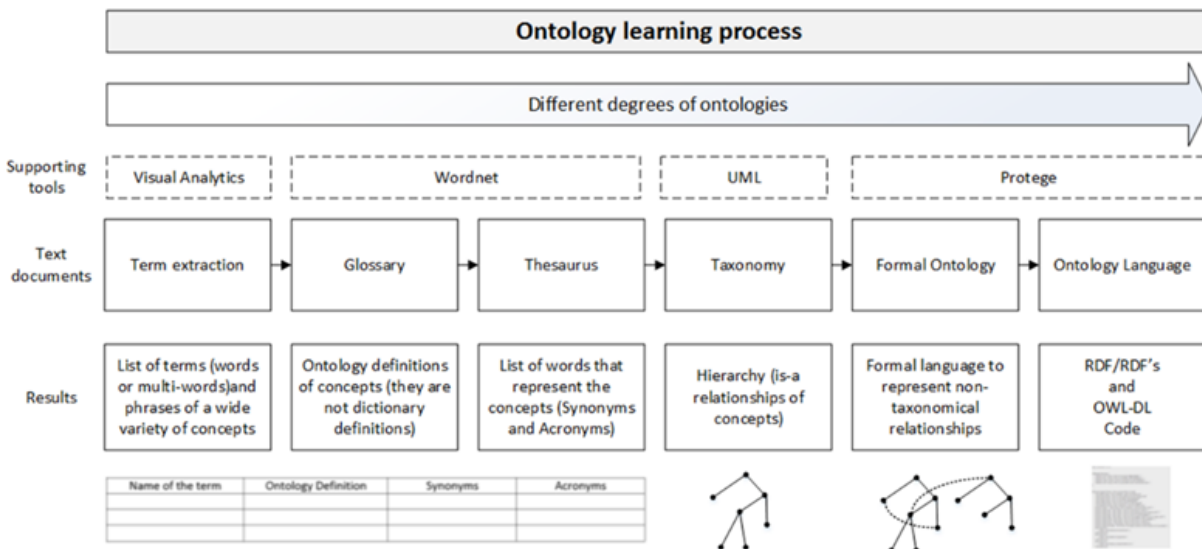 Ontology learning process
Different degrees of ontologies
Supporting
tools
Visual Analytics
Wordnet
UML
Protege
Text
documents
Term extraction
Glossary
Thesaurus
Taxonomy
Formal Ontology
Ontology Language
Results
List of terms (words
or multi-words)and
phrases of a wide
variety of concepts
Ontology definitions
of concepts (they are
not dictionary
definitions)
List of words that
represent the
concepts (Synonyms
and Acronyms)
Hierarchy (is-a
relationships of
concepts)
Formal language to
represent non-
taxonomical
relationships
RDF/RDF's
and
OWL-DL
Code
Name of the term
Ontology Definition
Synonyms
Acronyms